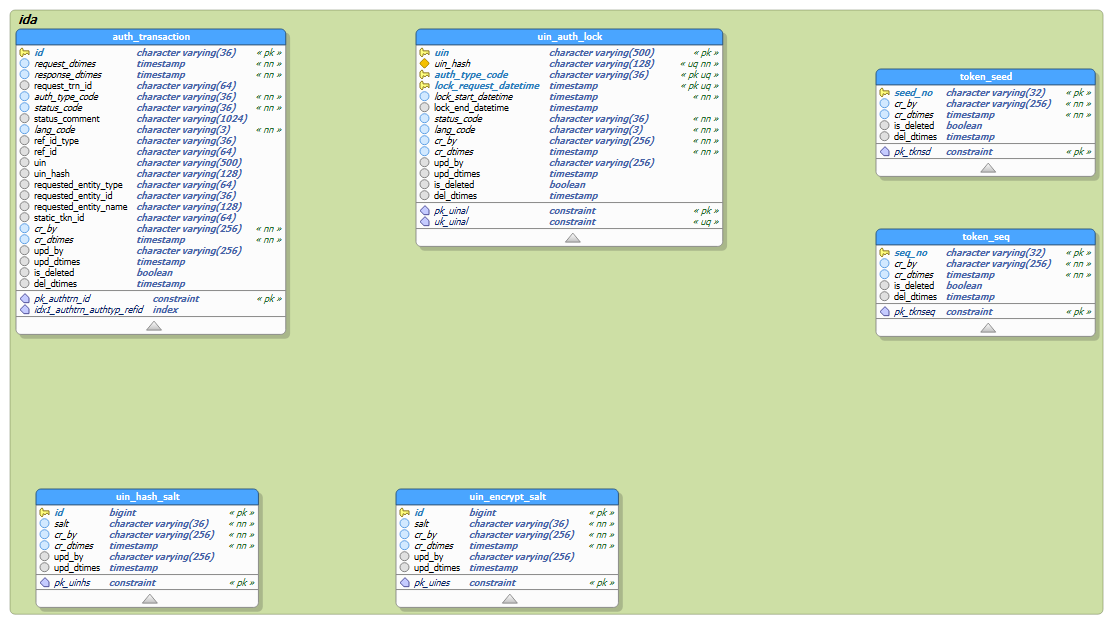 ida
auth_transaction
id character varying(36) « pk »
request_dtimes timestamp « nn »
response_dtimes timestamp « nn »
request_trn_id character varying(64)
auth_type_code character varying(36) « nn »
status_code character varying(36) « nn »
status_comment character varying(1024)
lang_code character varying(3) « nn »
ref_id_type character varying(36)
ref_id character varying(64)
uin character varying(500)
uin_hash character varying(128)
requested_entity_type character varying(64)
requested_entity_id character varying(36)
requested_entity_name character varying(128)
static_tkn_id character varying(64)
cr_by character varying(256) « nn »
cr_dtimes timestamp « nn »
upd_by character varying(256)
upd_dtimes timestamp
is_deleted boolean
del_dtimes timestamp
pk_authtrn_id constraint « pk »
idx1_authtrn_authtyp_refid index
uin_auth_lock
uin character varying(500) « pk »
uin_hash character varying(128) « uq nn »
auth_type_code character varying(36) « pk uq »
lock_request_datetime timestamp « pk uq »
lock_start_datetime timestamp « nn »
lock_end_datetime timestamp
status_code character varying(36) « nn »
lang_code character varying(3) « nn »
cr_by character varying(256) « nn »
cr_dtimes timestamp « nn »
upd_by character varying(256)
upd_dtimes timestamp
is_deleted boolean
del_dtimes timestamp
pk_uinal constraint « pk »
uk_uinal constraint « uq »
token_seed
seed_no character varying(32) « pk »
cr_by character varying(256) « nn »
cr_dtimes timestamp « nn »
is_deleted boolean
del_dtimes timestamp
pk_tknsd constraint « pk »
token_seq
seq_no character varying(32) « pk »
cr_by character varying(256) « nn »
cr_dtimes timestamp « nn »
is_deleted boolean
del_dtimes timestamp
pk_tknseq constraint « pk »
uin_hash_salt
id bigint « pk »
salt character varying(36) « nn »
cr_by character varying(256) « nn »
cr_dtimes timestamp « nn »
upd_by character varying(256)
upd_dtimes timestamp
pk_uinhs constraint « pk »
uin_encrypt_salt
id bigint « pk »
salt character varying(36) « nn »
cr_by character varying(256) « nn »
cr_dtimes timestamp « nn »
upd_by character varying(256)
upd_dtimes timestamp
pk_uines constraint « pk »